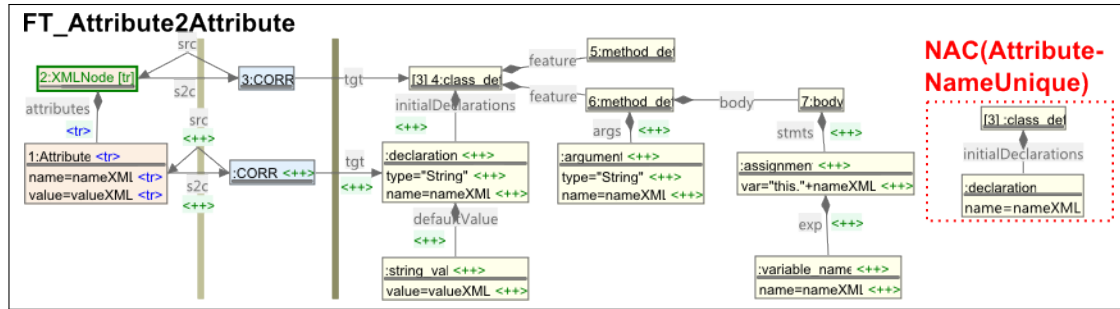 FT_Attribute2Attribute
src
2:XMLNode [tr]
3:CORR
tgt
[3] 4:class_def
feature
5:method_def
s2c
attributes
<tr>
src
<++>
initialDeclarations
<++>
feature
6:method_def
body
7:body
args
<++>
stmts
<++>
1:Attribute <tr>
name=nameXML <tr>
value=valueXML <tr>
s2c
<++>
:CORR <++>
tgt
<++>
:declaration <++>
type="String" <++>
name=nameXML <++>
:argument <++>
type="String" <++>
name=nameXML <++>
:assignment <++>
var="this."+nameXML <++>
defaultValue
<++>
exp <++>
:string_val <++>
value=valueXML <++>
:variable_name <++>
name=nameXML <++>
NAC(Attribute-
NameUnique)
[3] :class_def
initialDeclarations
:declaration
name=nameXML